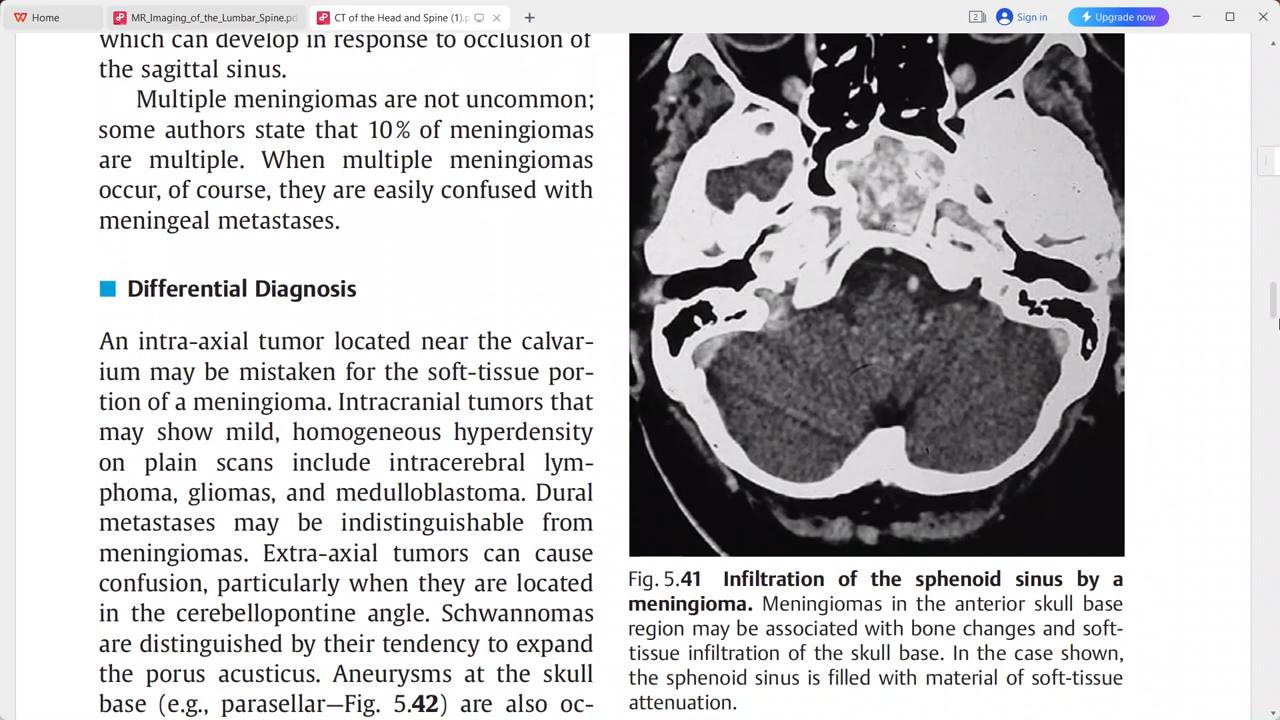 Home
MR_Imaging_of_the_Lumbar_Spine.pd
CT of the Head and Spine (1).p
2
Sign in
Upgrade now
which can develop in response to occlusion of
the sagittal sinus.
Multiple meningiomas are not uncommon;
some authors state that 10% of meningiomas
are multiple. When multiple meningiomas
occur, of course, they are easily confused with
meningeal metastases.
Differential Diagnosis
An intra-axial tumor located near the calvar-
ium may be mistaken for the soft-tissue por-
tion of a meningioma. Intracranial tumors that
may show mild, homogeneous hyperdensity
on plain scans include intracerebral lym-
phoma, gliomas, and medulloblastoma. Dural
metastases may be indistinguishable from
meningiomas. Extra-axial tumors can cause
confusion, particularly when they are located
in the cerebellopontine angle. Schwannomas
are distinguished by their tendency to expand
the porus acusticus. Aneurysms at the skull
base (e.g., parasellar—Fig. 5.42) are also oc-
Fig. 5.41 Infiltration of the sphenoid sinus by a
meningioma. Meningiomas in the anterior skull base
region may be associated with bone changes and soft-
tissue infiltration of the skull base. In the case shown,
the sphenoid sinus is filled with material of soft-tissue
attenuation.